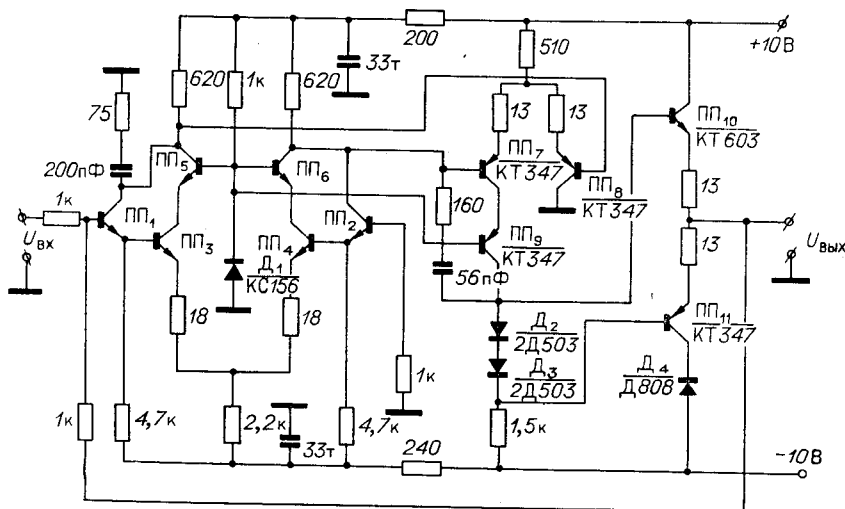 200
+10В
510
33т
620
1к
620
75
13
13
ПП10
КТ603
ПП5
ПП6
ПП7
КТ347
200пФ
ПП8
КТ347
1к
ПП1
160
13
Uвх
ПП3
ПП4
ПП2
ПП9
КТ347
13
Uвых
Д1
КС156
56пФ
ПП11
КТ347
18
18
Д2
2Д503
Д3
2Д503
Д4
Д808
1к
1к
4,7к
2,2к
33т
4,7к
1,5к
240
-10В